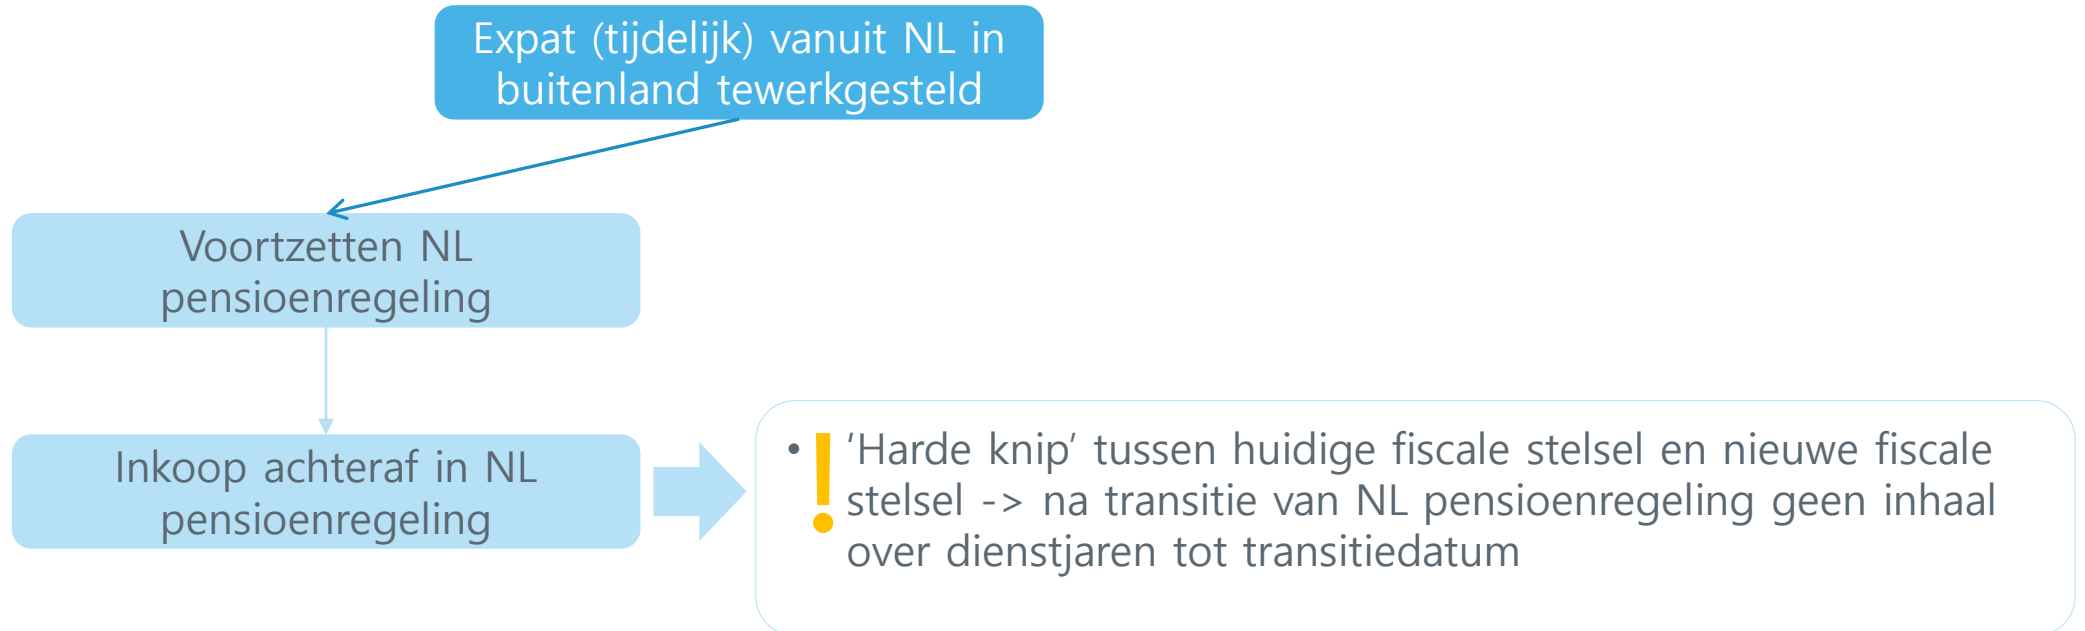 Expat (tijdelijk) vanuit NL in
buitenland tewerkgesteld
Voortzetten NL
pensioenregeling
Inkoop achteraf in NL
pensioenregeling
• ! ‘Harde knip’ tussen huidige fiscale stelsel en nieuwe fiscale
stelsel -> na transitie van NL pensioenregeling geen inhaal
over dienstjaren tot transitiedatum